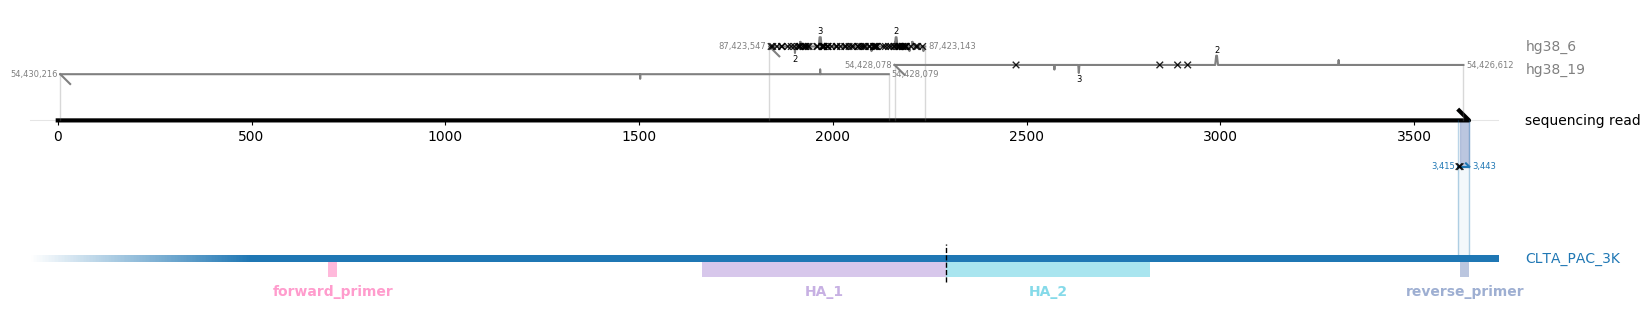 3 2
87,423,547 87,423,143 hg38_6
2 2
54,428,078 54,426,612
54,430,216 54,428,079 hg38_19
3
sequencing read
0 500 1000 1500 2000 2500 3000 3500
3,415 3,443
CLTA_PAC_3K
forward_primer HA_1 HA_2 reverse_primer